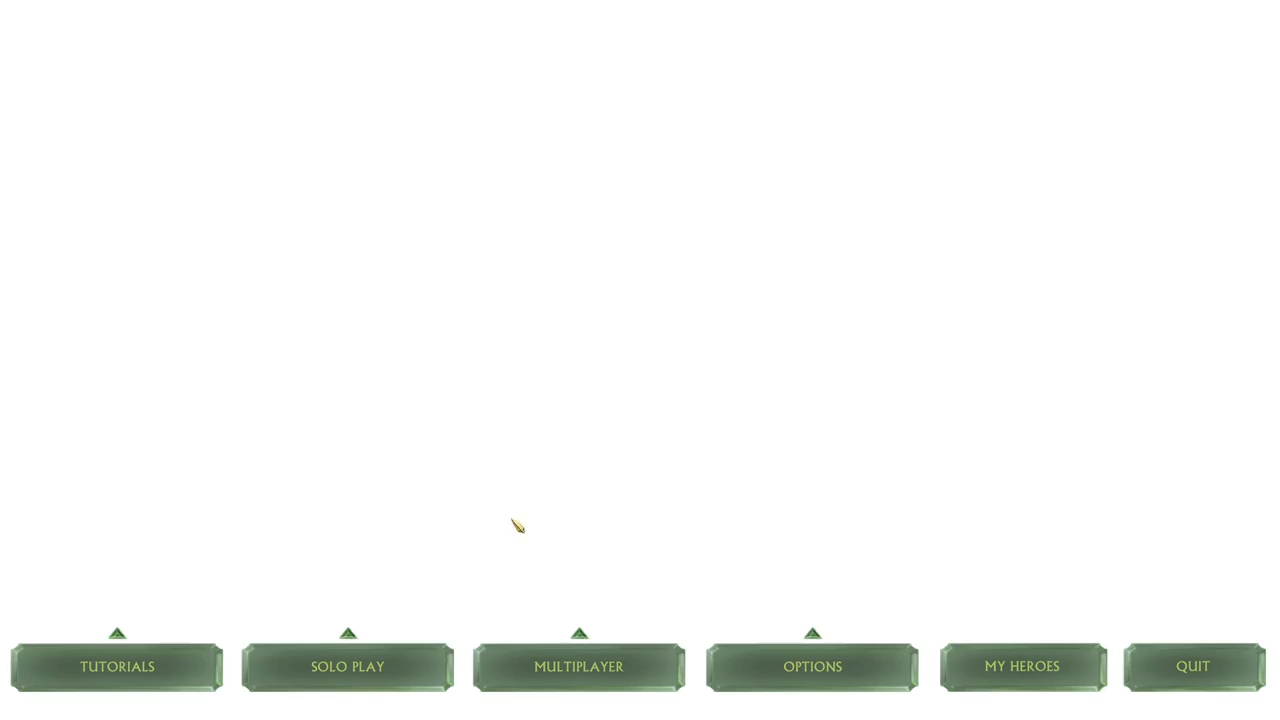 TUTORIALS
SOLO PLAY
MULTIPLAYER
OPTIONS
MY HEROES
QUIT